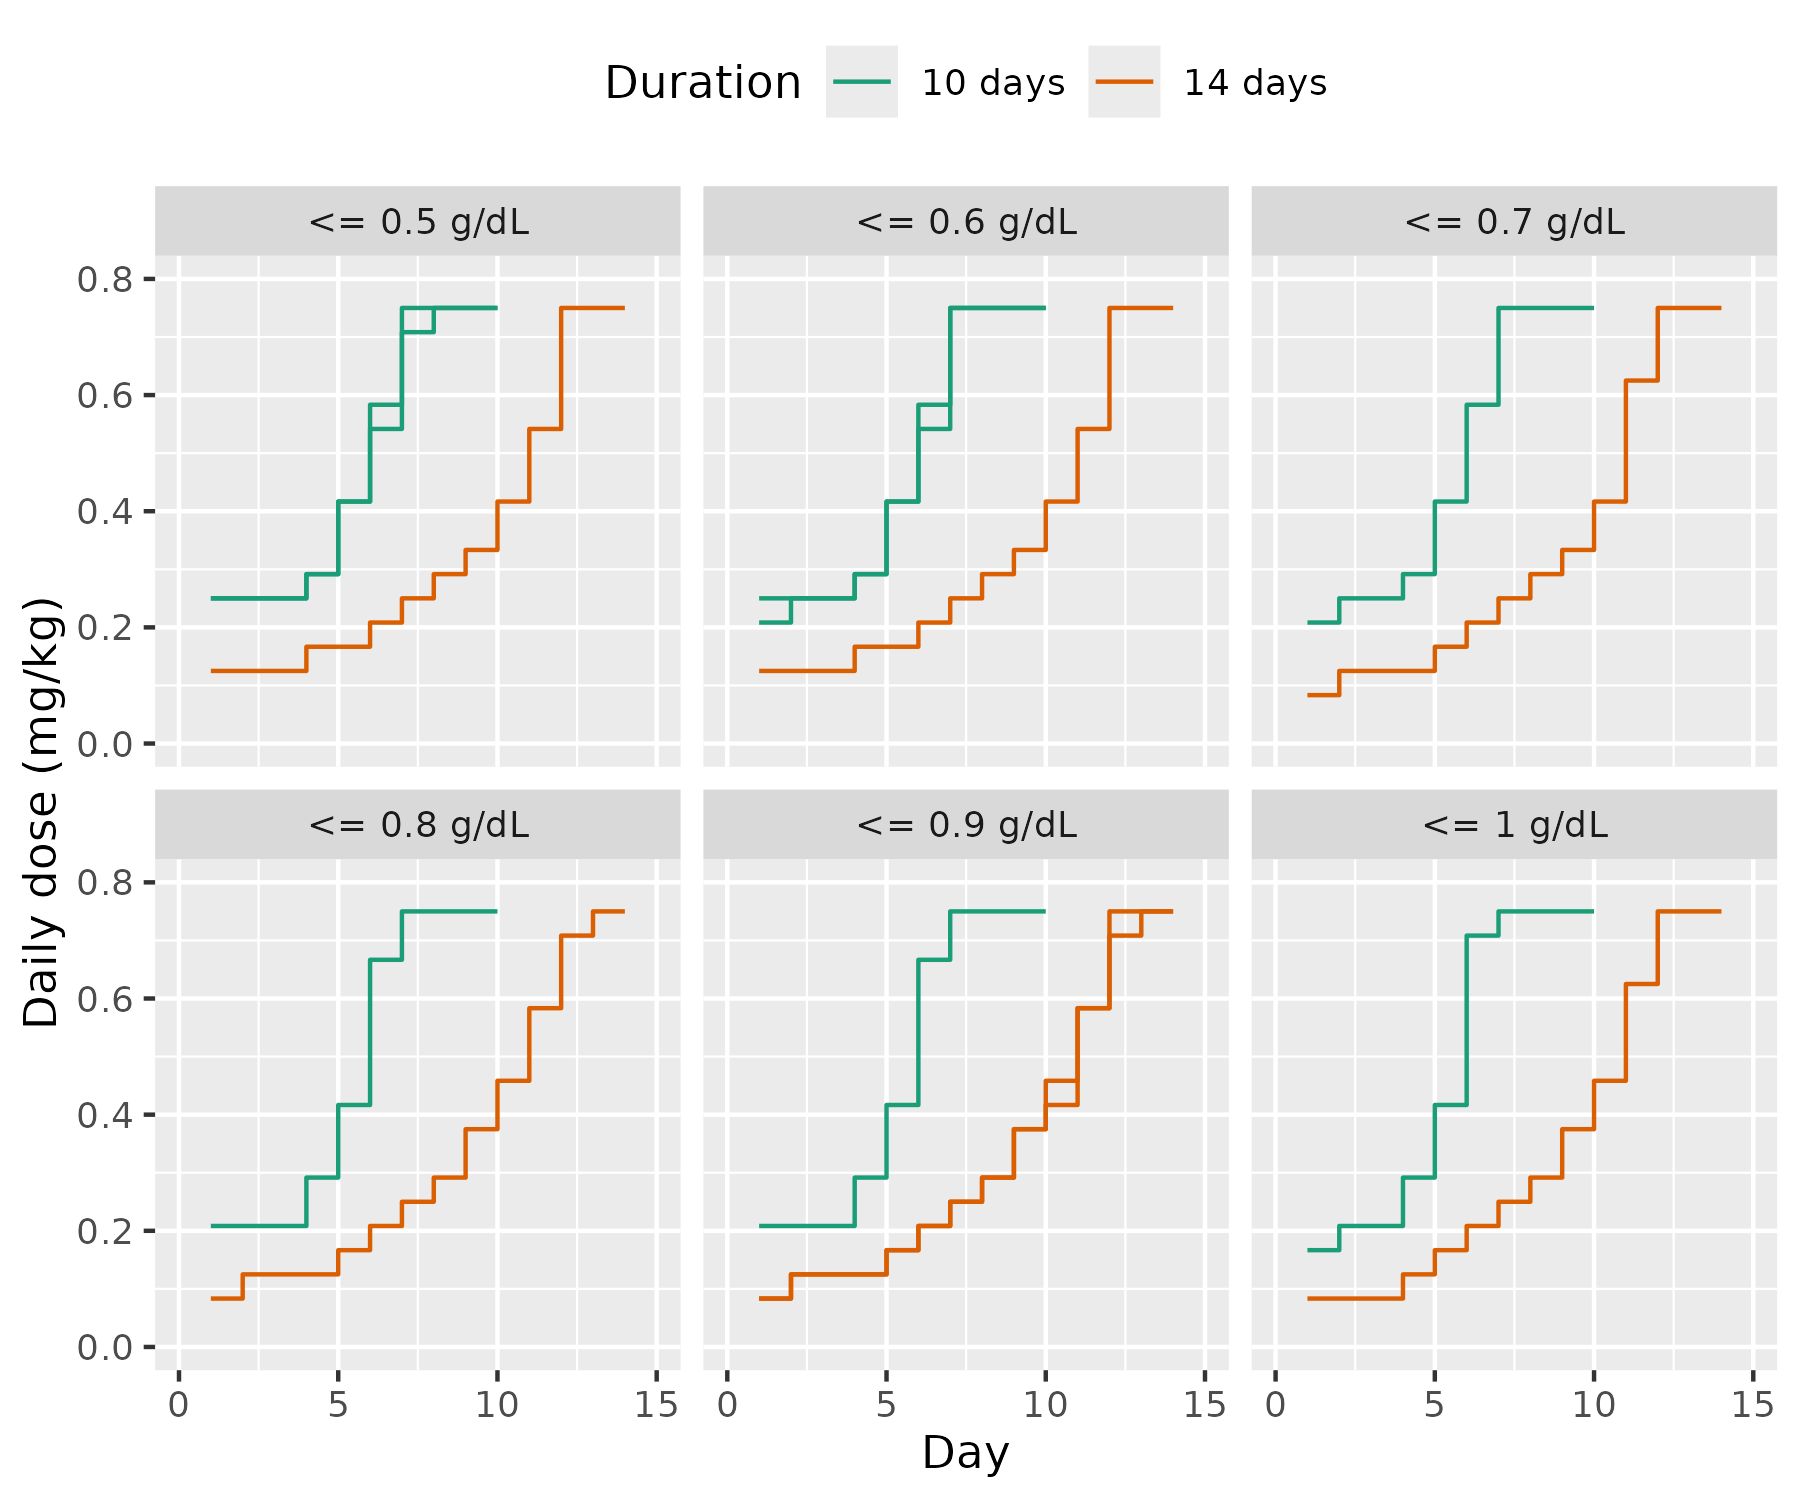 Duration 10 days 14 days
<= 0.5 g/dL <= 0.6 g/dL <= 0.7 g/dL
0.8
0.6
0.4
0.2
0.0
<= 0.8 g/dL <= 0.9 g/dL <= 1 g/dL
0.8
0.6
0.4
0.2
0.0
Daily dose (mg/kg)
0 5 10 15 0 5 10 15 0 5 10 15
Day